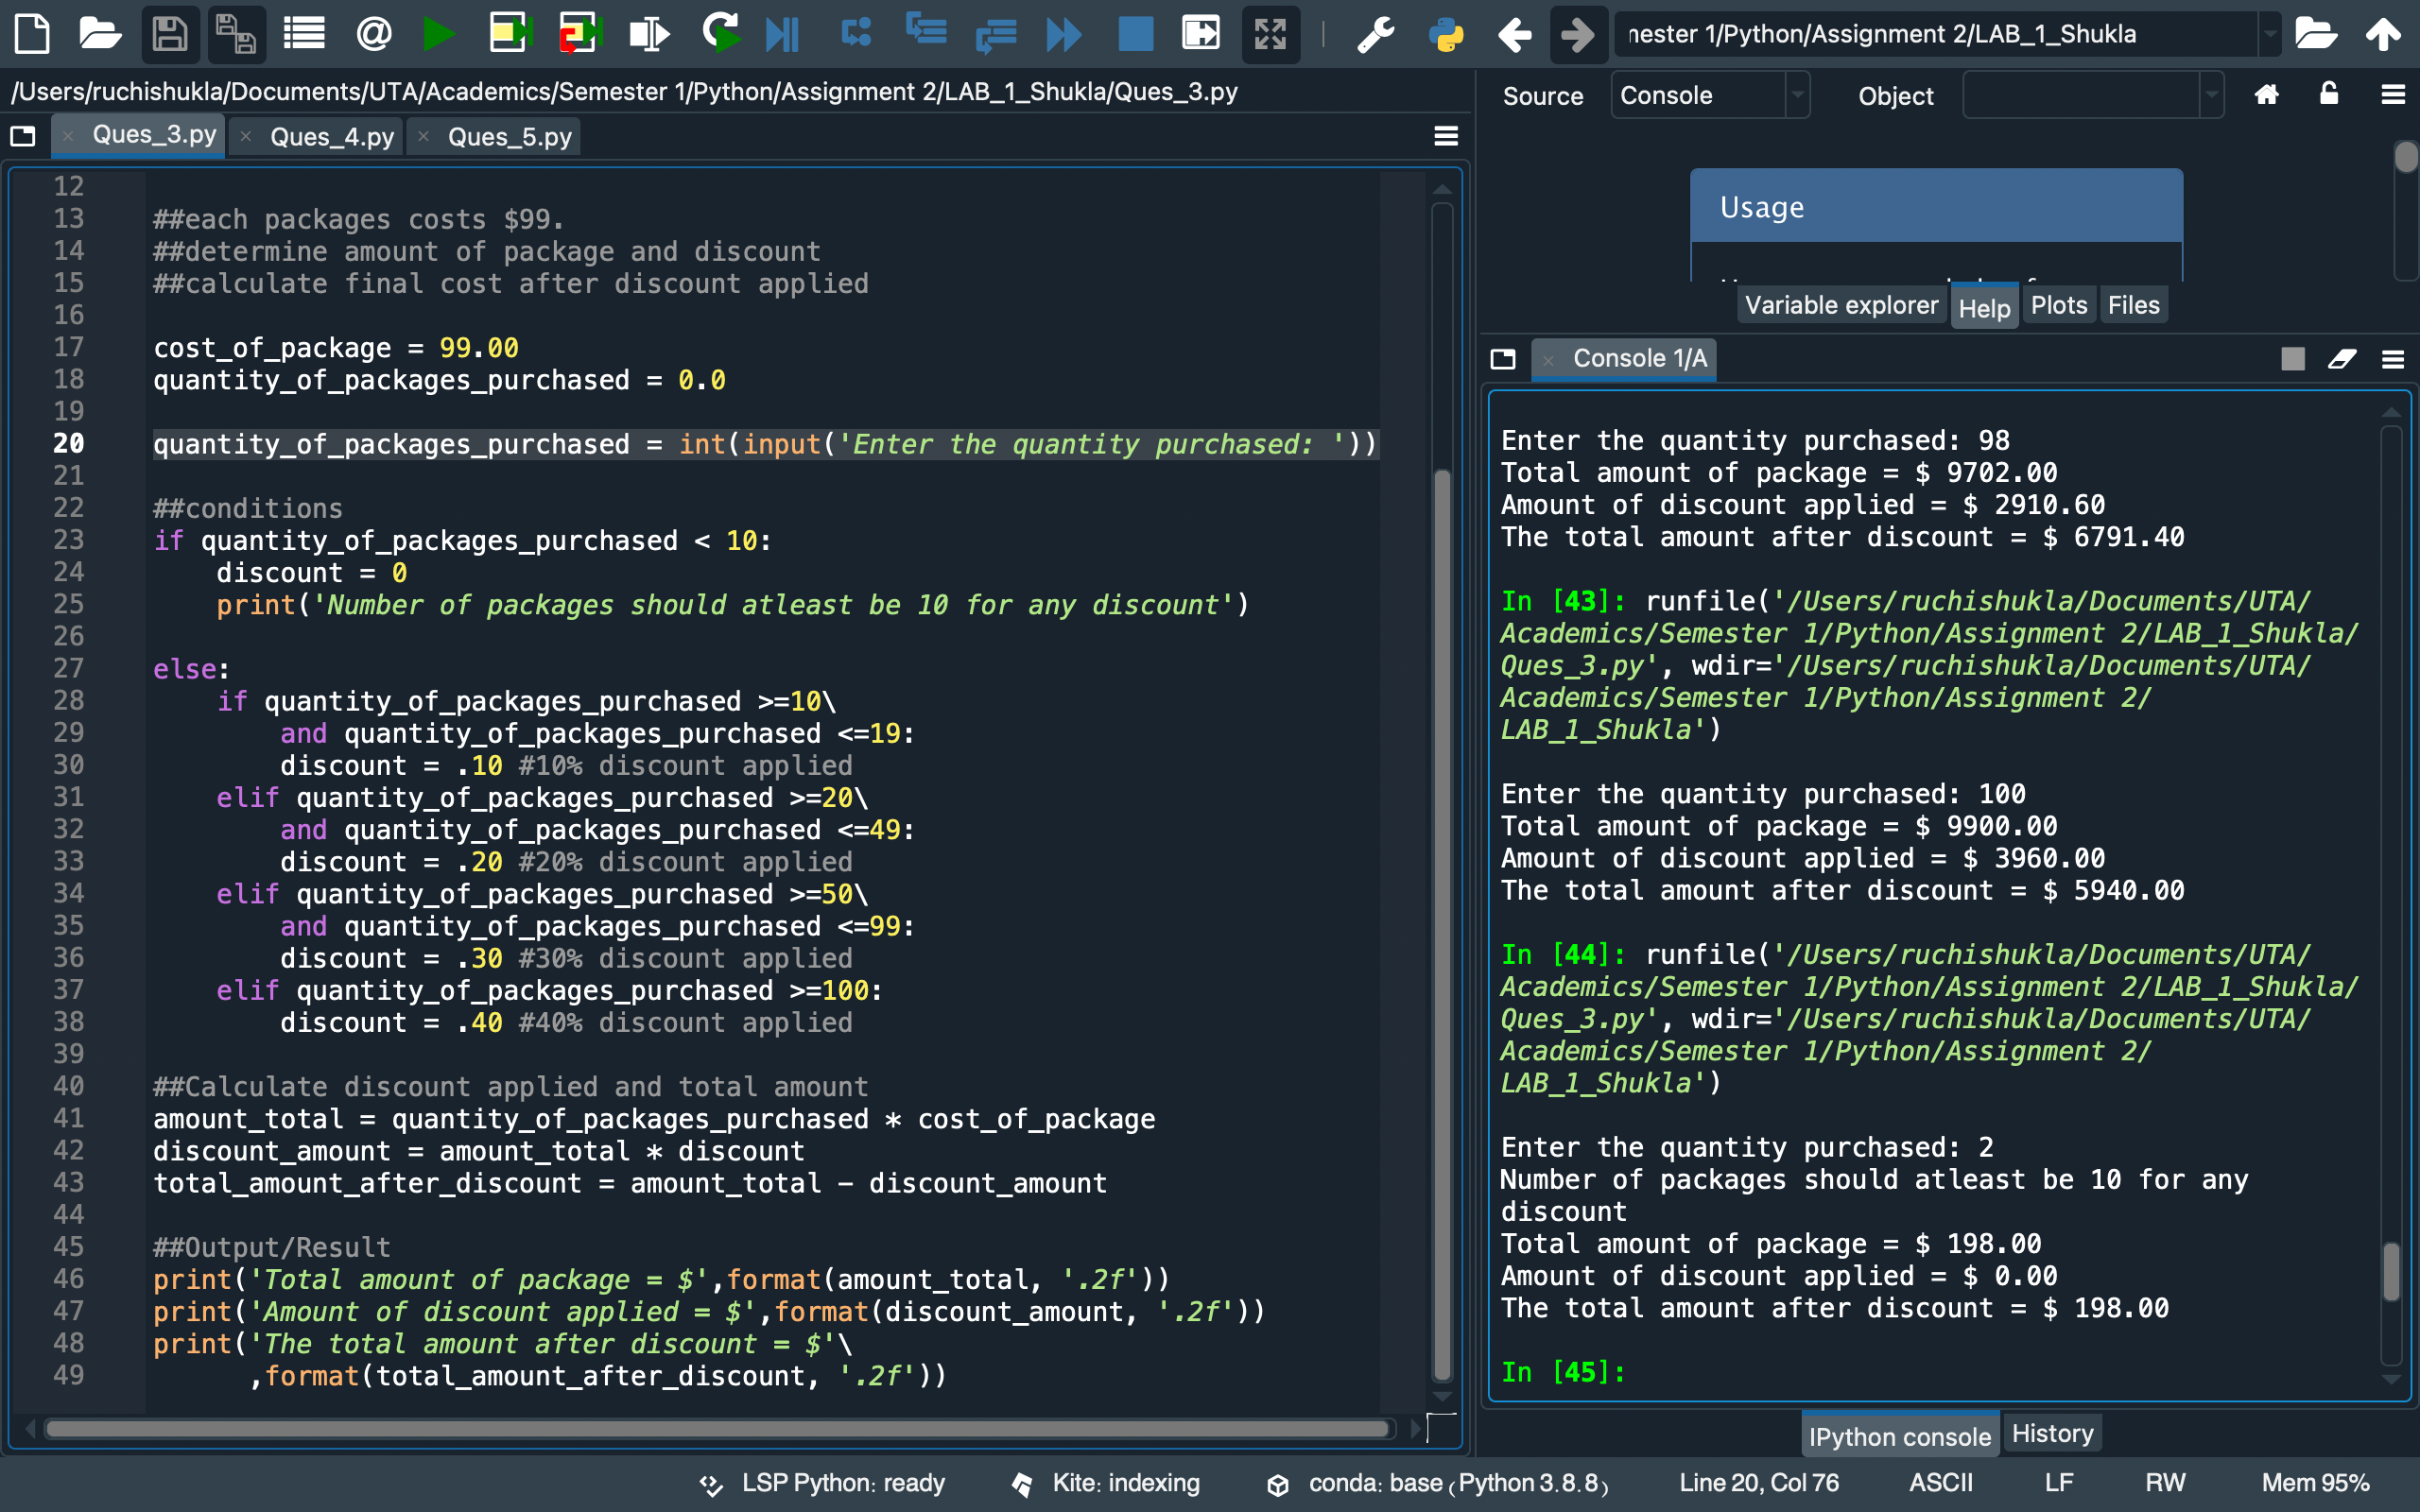 @
nester 1/Python/Assignment 2/LAB_1_Shukla
/Users/ruchishukla/Documents/UTA/Academics/Semester 1/Python/Assignment 2/LAB_1_Shukla/Ques_3.py
Ques_3.py
Ques_4.py
Ques_5.py
12
13 ##each packages costs $99.
14 ##determine amount of package and discount
15 ##calculate final cost after discount applied
16
17 cost_of_package = 99.00
18 quantity_of_packages_purchased = 0.0
19
20 quantity_of_packages_purchased = int(input('Enter the quantity purchased: '))
21
22 ##conditions
23 if quantity_of_packages_purchased < 10:
24     discount = 0
25     print('Number of packages should atleast be 10 for any discount')
26
27 else:
28     if quantity_of_packages_purchased >=10\
29         and quantity_of_packages_purchased <=19:
30         discount = .10 #10% discount applied
31     elif quantity_of_packages_purchased >=20\
32         and quantity_of_packages_purchased <=49:
33         discount = .20 #20% discount applied
34     elif quantity_of_packages_purchased >=50\
35         and quantity_of_packages_purchased <=99:
36         discount = .30 #30% discount applied
37     elif quantity_of_packages_purchased >=100:
38         discount = .40 #40% discount applied
39
40 ##Calculate discount applied and total amount
41 amount_total = quantity_of_packages_purchased * cost_of_package
42 discount_amount = amount_total * discount
43 total_amount_after_discount = amount_total - discount_amount
44
45 ##Output/Result
46 print('Total amount of package = $',format(amount_total, '.2f'))
47 print('Amount of discount applied = $',format(discount_amount, '.2f'))
48 print('The total amount after discount = $'\
49       ,format(total_amount_after_discount, '.2f'))
Source Console Object
Usage
Variable explorer Help Plots Files
Console 1/A
Enter the quantity purchased: 98
Total amount of package = $ 9702.00
Amount of discount applied = $ 2910.60
The total amount after discount = $ 6791.40
In [43]: runfile('/Users/ruchishukla/Documents/UTA/
Academics/Semester 1/Python/Assignment 2/LAB_1_Shukla/
Ques_3.py', wdir='/Users/ruchishukla/Documents/UTA/
Academics/Semester 1/Python/Assignment 2/
LAB_1_Shukla')
Enter the quantity purchased: 100
Total amount of package = $ 9900.00
Amount of discount applied = $ 3960.00
The total amount after discount = $ 5940.00
In [44]: runfile('/Users/ruchishukla/Documents/UTA/
Academics/Semester 1/Python/Assignment 2/LAB_1_Shukla/
Ques_3.py', wdir='/Users/ruchishukla/Documents/UTA/
Academics/Semester 1/Python/Assignment 2/
LAB_1_Shukla')
Enter the quantity purchased: 2
Number of packages should atleast be 10 for any
discount
Total amount of package = $ 198.00
Amount of discount applied = $ 0.00
The total amount after discount = $ 198.00
In [45]:
IPython console History
LSP Python: ready Kite: indexing conda: base (Python 3.8.8) Line 20, Col 76 ASCII LF RW Mem 95%